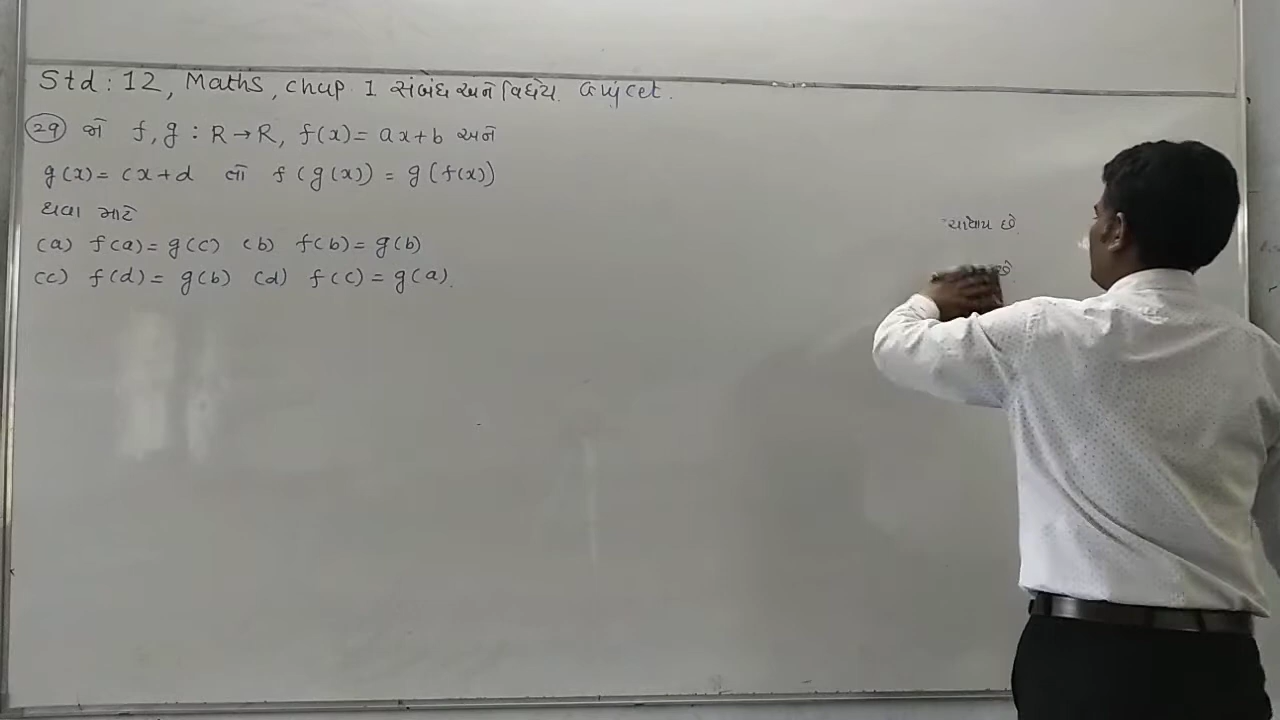 Std : 12, Maths, chap 1 સંબંધ અને વિધેય. Gujcet.
(29) જો f, g : R → R, f(x) = ax+b અને
g(x) = cx+d તો f(g(x)) = g(f(x))
થવા માટે
(a) f(a) = g(c) (b) f(b) = g(b)
(c) f(d) = g(b) (d) f(c) = g(a).
છે.
છે